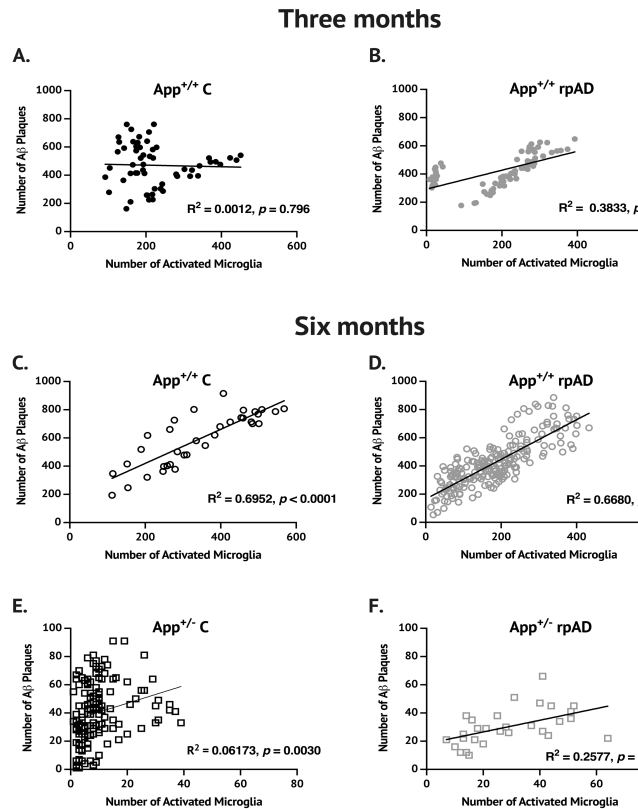 Three months
A.
App+/+ C
Number of Aβ Plaques
1000
800
600
400
200
0
R² = 0.0012, p = 0.796
0 200 400 600
Number of Activated Microglia
B.
App+/+ rpAD
Number of Aβ Plaques
1000
800
600
400
200
0
R² = 0.3833, p
0 200 400
Number of Activated Microglia
Six months
C.
App+/+ C
Number of Aβ Plaques
1000
800
600
400
200
0
R² = 0.6952, p < 0.0001
0 200 400 600
Number of Activated Microglia
D.
App+/+ rpAD
Number of Aβ Plaques
1000
800
600
400
200
0
R² = 0.6680,
0 200 400
Number of Activated Microglia
E.
App+/- C
Number of Aβ Plaques
100
80
60
40
20
0
R² = 0.06173, p = 0.0030
0 20 40 60
Number of Activated Microglia
F.
App+/- rpAD
Number of Aβ Plaques
100
80
60
40
20
0
R² = 0.2577, p =
0 20 40 60
Number of Activated Microglia